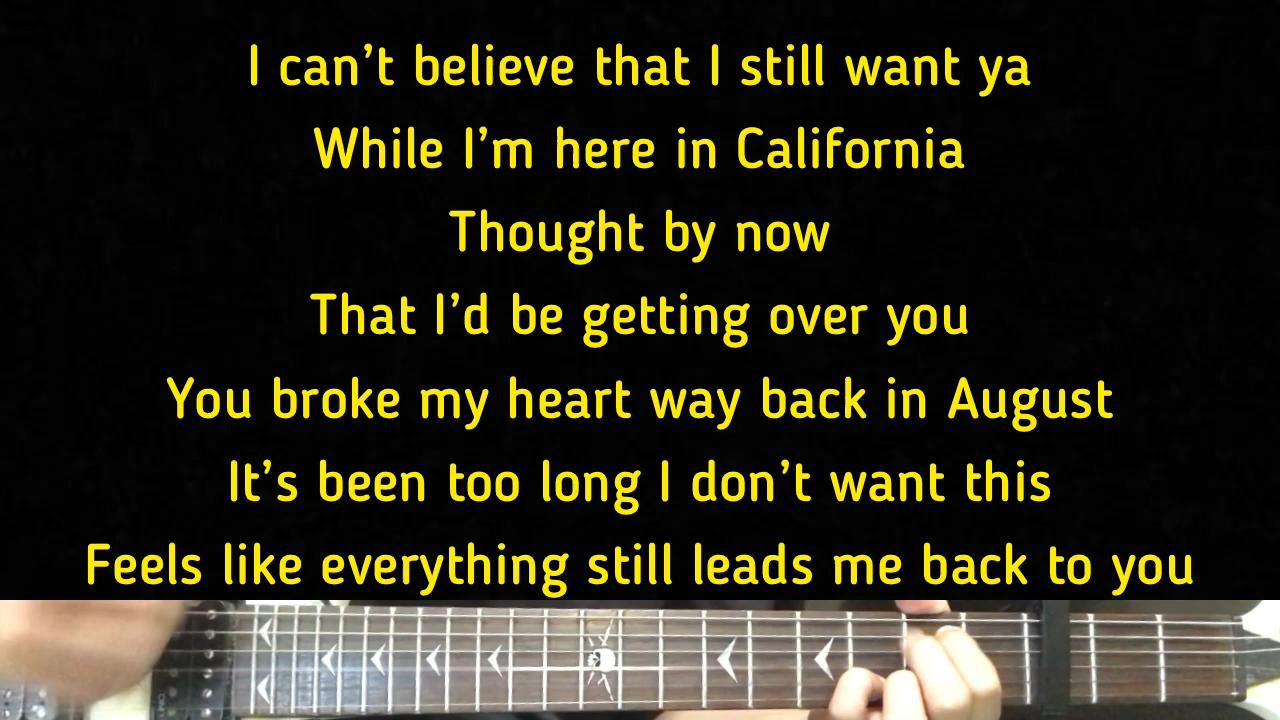 I can't believe that I still want ya
While I'm here in California
Thought by now
That I'd be getting over you
You broke my heart way back in August
It's been too long I don't want this
Feels like everything still leads me back to you